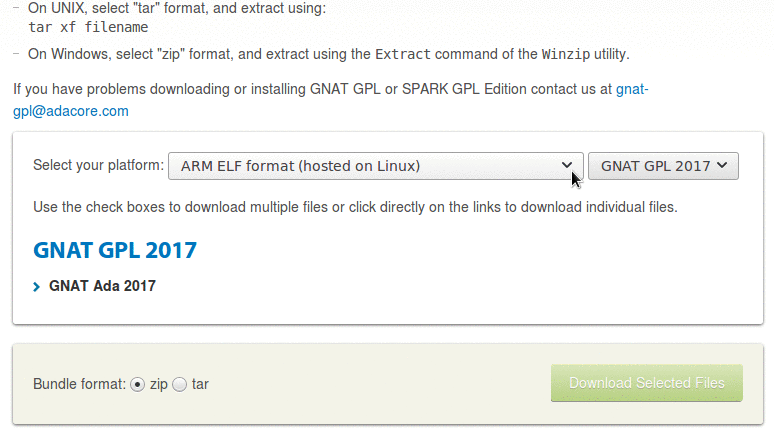 – On UNIX, select "tar" format, and extract using:
tar xf filename
– On Windows, select "zip" format, and extract using the Extract command of the Winzip utility.
If you have problems downloading or installing GNAT GPL or SPARK GPL Edition contact us at gnat-
gpl@adacore.com
Select your platform: ARM ELF format (hosted on Linux) GNAT GPL 2017
Use the check boxes to download multiple files or click directly on the links to download individual files.
GNAT GPL 2017
GNAT Ada 2017
Bundle format: zip tar Download Selected Files